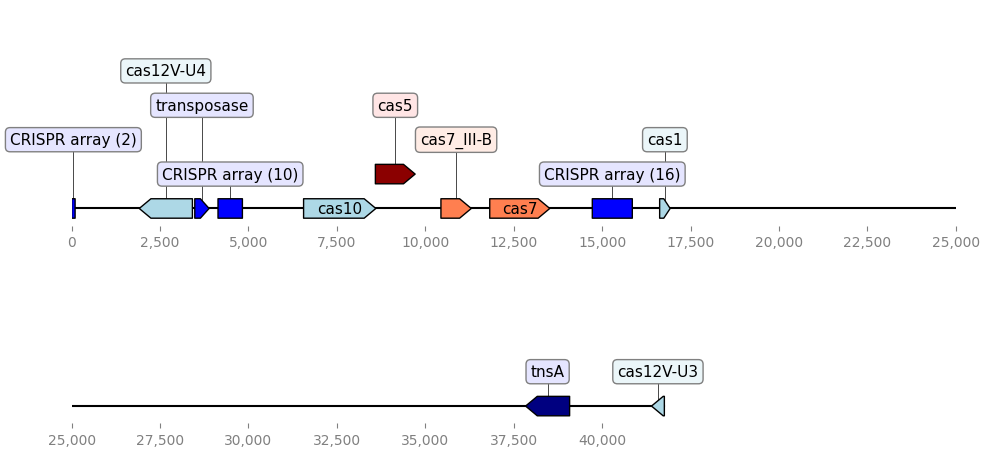 cas12V-U4
transposase
cas5
CRISPR array (2)
cas7_III-B
cas1
CRISPR array (10)
CRISPR array (16)
cas10
cas7
0
2,500
5,000
7,500
10,000
12,500
15,000
17,500
20,000
22,500
25,000
tnsA
cas12V-U3
25,000
27,500
30,000
32,500
35,000
37,500
40,000